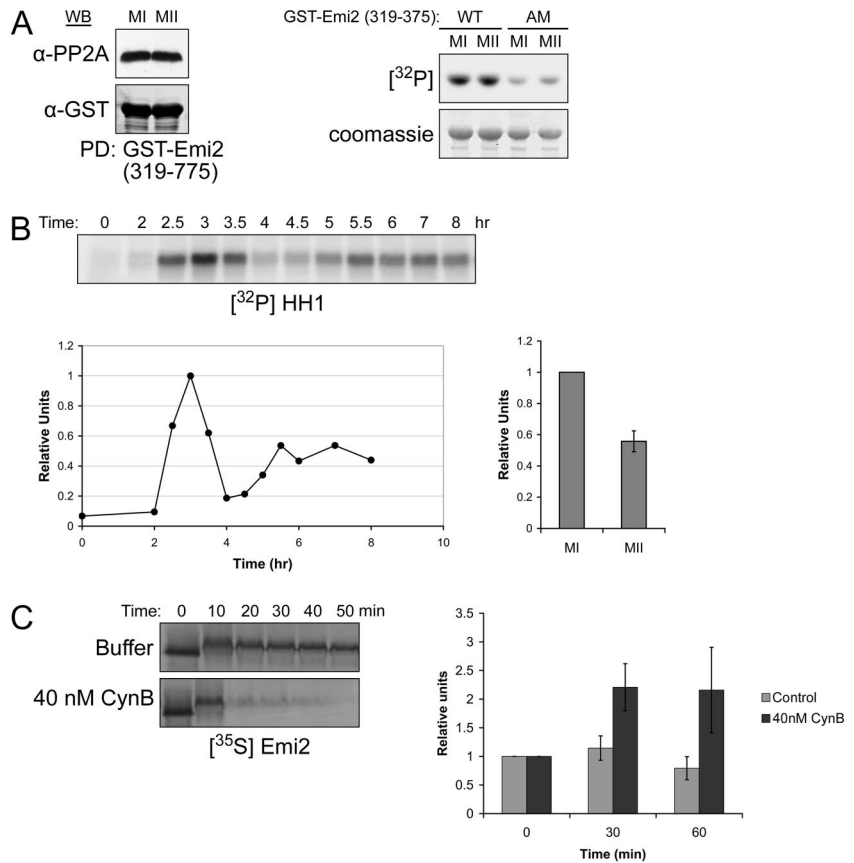 A
WB MI MII
α-PP2A
α-GST
PD: GST-Emi2
(319-775)
GST-Emi2 (319-375): WT AM
MI MII MI MII
[32P]
coomassie
B
Time: 0 2 2.5 3 3.5 4 4.5 5 5.5 6 7 8 hr
[32P] HH1
Relative Units
1.2
1
0.8
0.6
0.4
0.2
0
0 2 4 6 8 10
Time (hr)
Relative Units
1.2
1
0.8
0.6
0.4
0.2
0
MI MII
C
Time: 0 10 20 30 40 50 min
Buffer
40 nM CynB
[35S] Emi2
Relative units
3.5
3
2.5
2
1.5
1
0.5
0
0 30 60
Time (min)
Control
40nM CynB